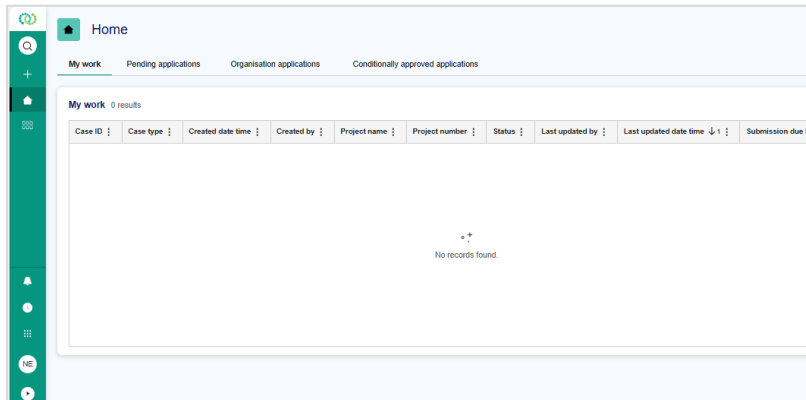 Home
My work Pending applications Organisation applications Conditionally approved applications
My work 0 results
Case ID Case type Created date time Created by Project name Project number Status Last updated by Last updated date time 1 Submission due
No records found.
NE